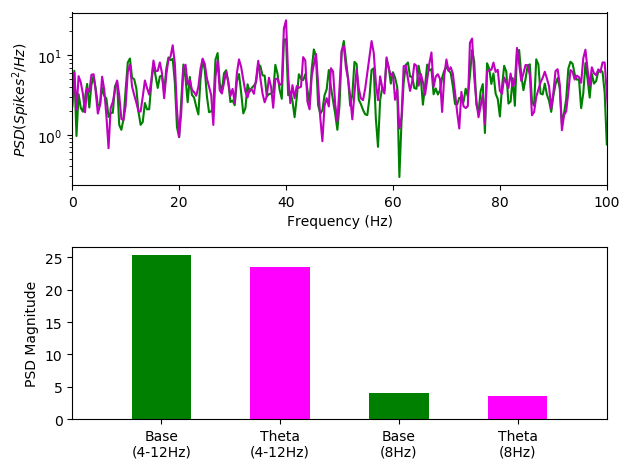 PSD(Spikes²/Hz)
10¹
10⁰
0 20 40 60 80 100
Frequency (Hz)
PSD Magnitude
25
20
15
10
5
0
Base Theta Base Theta
(4-12Hz) (4-12Hz) (8Hz) (8Hz)